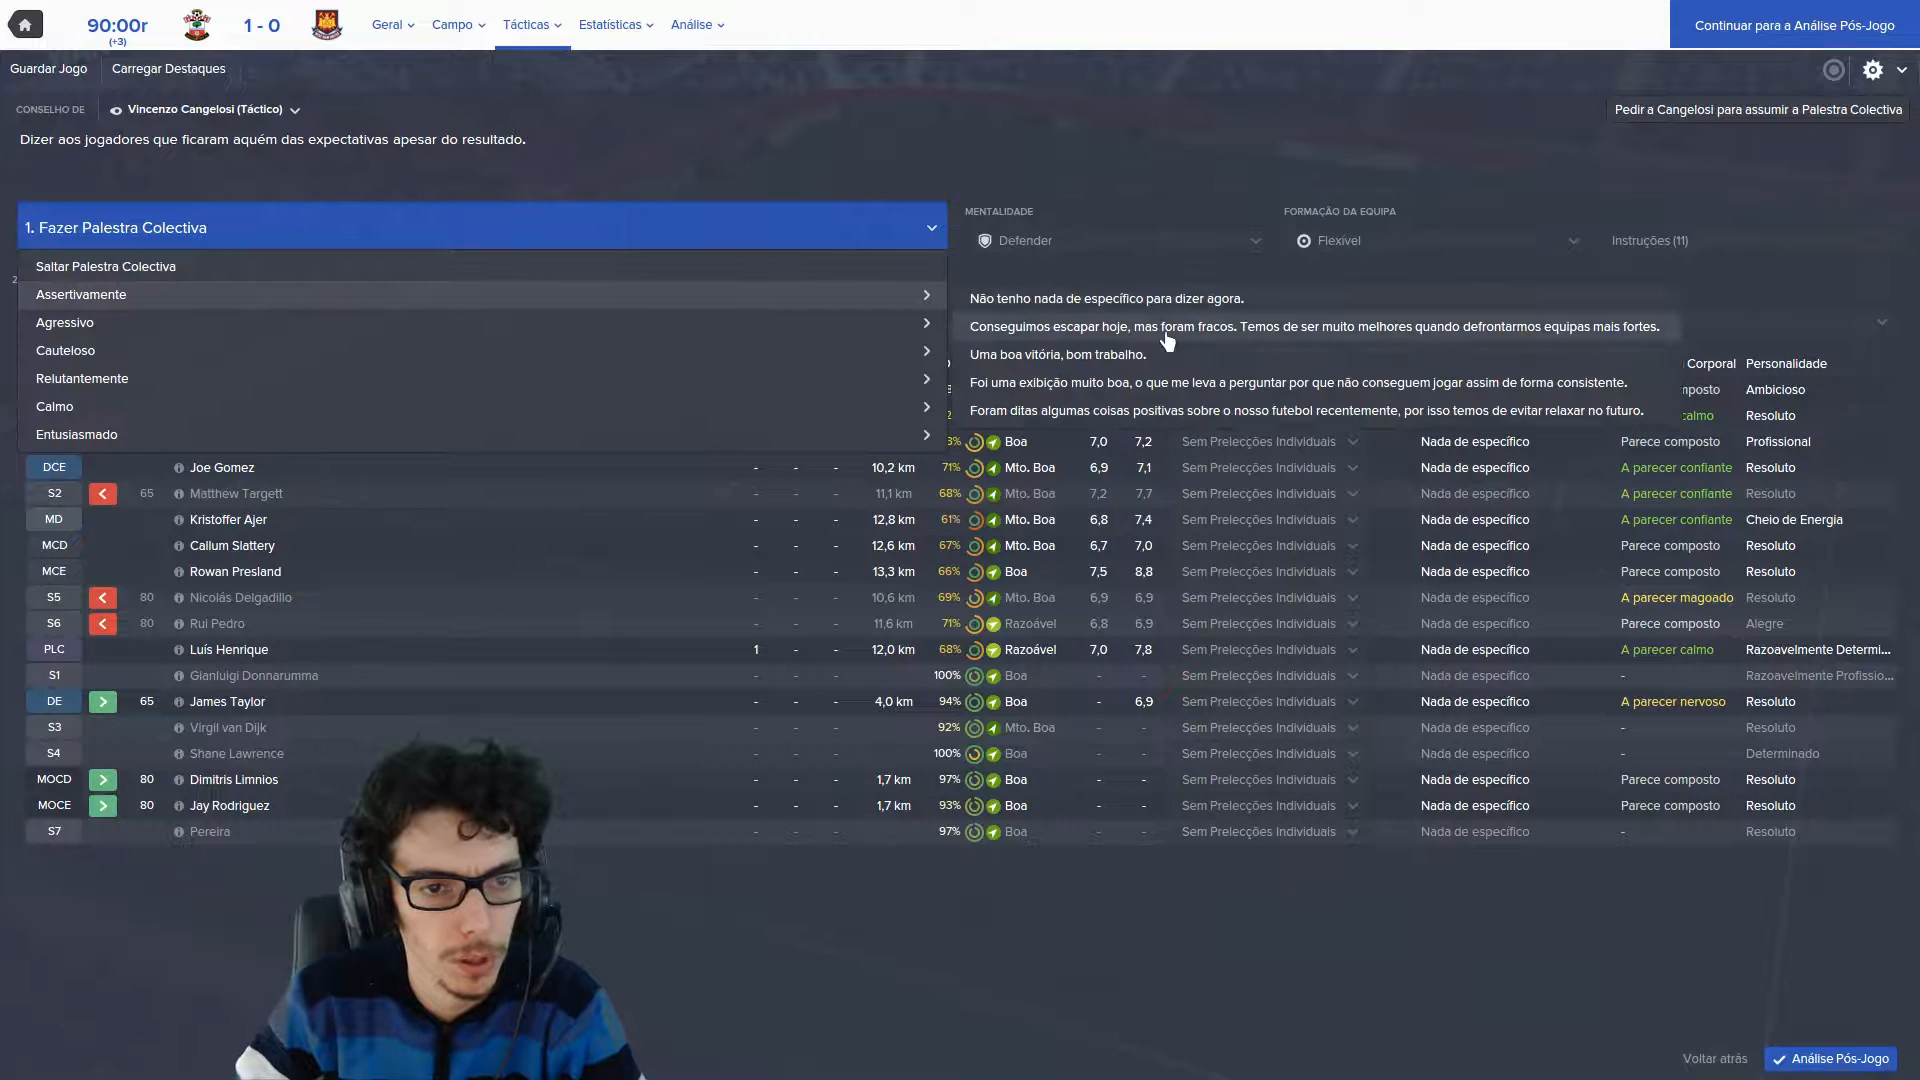 90:00r
(+3)
1 - 0
Geral
Campo
Tácticas
Estatísticas
Análise
Continuar para a Análise Pós-Jogo
Guardar Jogo
Carregar Destaques
CONSELHO DE
Vincenzo Cangelosi (Táctico)
Pedir a Cangelosi para assumir a Palestra Colectiva
Dizer aos jogadores que ficaram aquém das expectativas apesar do resultado.
1. Fazer Palestra Colectiva
MENTALIDADE
FORMAÇÃO DA EQUIPA
Defender
Flexível
Instruções (11)
Saltar Palestra Colectiva
Assertivamente
Agressivo
Cauteloso
Relutantemente
Calmo
Entusiasmado
Não tenho nada de específico para dizer agora.
Conseguimos escapar hoje, mas foram fracos. Temos de ser muito melhores quando defrontarmos equipas mais fortes.
Uma boa vitória, bom trabalho.
Foi uma exibição muito boa, o que me leva a perguntar por que não conseguem jogar assim de forma consistente.
Foram ditas algumas coisas positivas sobre o nosso futebol recentemente, por isso temos de evitar relaxar no futuro.
Corporal Personalidade
Ambicioso
Resoluto
Boa 7,0 7,2 Sem Prelecções Individuais Nada de específico Parece composto Profissional
DCE Joe Gomez - - - 10,2 km 71% Mto. Boa 6,9 7,1 Sem Prelecções Individuais Nada de específico A parecer confiante Resoluto
S2 65 Matthew Targett - - - 11,1 km 68% Mto. Boa 7,2 7,7 Sem Prelecções Individuais Nada de específico A parecer confiante Resoluto
MD Kristoffer Ajer - - - 12,8 km 61% Mto. Boa 6,8 7,4 Sem Prelecções Individuais Nada de específico A parecer confiante Cheio de Energia
MCD Callum Slattery - - - 12,6 km 67% Mto. Boa 6,7 7,0 Sem Prelecções Individuais Nada de específico Parece composto Resoluto
MCE Rowan Presland - - - 13,3 km 66% Boa 7,5 8,8 Sem Prelecções Individuais Nada de específico Parece composto Resoluto
S5 80 Nicolás Delgadillo - - - 10,6 km 69% Mto. Boa 6,9 6,9 Sem Prelecções Individuais Nada de específico A parecer magoado Resoluto
S6 80 Rui Pedro - - - 11,6 km 71% Razoável 6,8 6,9 Sem Prelecções Individuais Nada de específico Parece composto Alegre
PLC Luís Henrique 1 - - 12,0 km 68% Razoável 7,0 7,8 Sem Prelecções Individuais Nada de específico A parecer calmo Razoavelmente Determi...
S1 Gianluigi Donnarumma - - - 100% Boa - - Sem Prelecções Individuais Nada de específico - Razoavelmente Profissio...
DE 65 James Taylor - - - 4,0 km 94% Boa - 6,9 Sem Prelecções Individuais Nada de específico A parecer nervoso Resoluto
S3 Virgil van Dijk - - - 92% Mto. Boa - - Sem Prelecções Individuais Nada de específico - Resoluto
S4 Shane Lawrence - - - 100% Boa - - Sem Prelecções Individuais Nada de específico - Determinado
MOCD 80 Dimitris Limnios - - - 1,7 km 97% Boa - - Sem Prelecções Individuais Nada de específico Parece composto Resoluto
MOCE 80 Jay Rodriguez - - - 1,7 km 93% Boa - - Sem Prelecções Individuais Nada de específico Parece composto Resoluto
S7 Pereira - - - 97% Boa - - Sem Prelecções Individuais Nada de específico - Resoluto
Voltar atrás
Análise Pós-Jogo